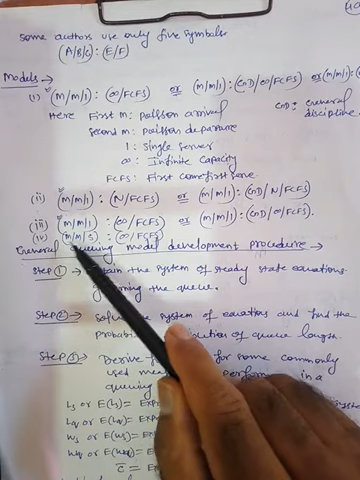 some authors use only five symbols
(A/B/C) : (E/F)
Models →
(i) (M/M/1) : (∞/FCFS) or (M/M/1) : (GD/∞/FCFS) or (M/M/1) :
Here First M : Poisson arrival GD : General
Second M : Poisson departure discipline.
1 : Single Server
∞ : Infinite Capacity
FCFS : First come first serve.
(ii) (M/M/1) : (N/FCFS) or (M/M/1) : (GD/N/FCFS)
(iii) (M/M/1) : (∞/FCFS) or (M/M/1) : (GD/∞/FCFS).
(iv) (M/M/S) : (∞/FCFS)
General model development procedure →
Step ① → the system of steady state equations
the queue.
Step ② the system of equations and find the
of queue length.
Step ③ → Derive for some commonly
used in a
queuing
Ls or E(Ls) =
Lq or E(Lq) =
Ws or E(Ws) =
Wq or E(Wq) =
C̅ =